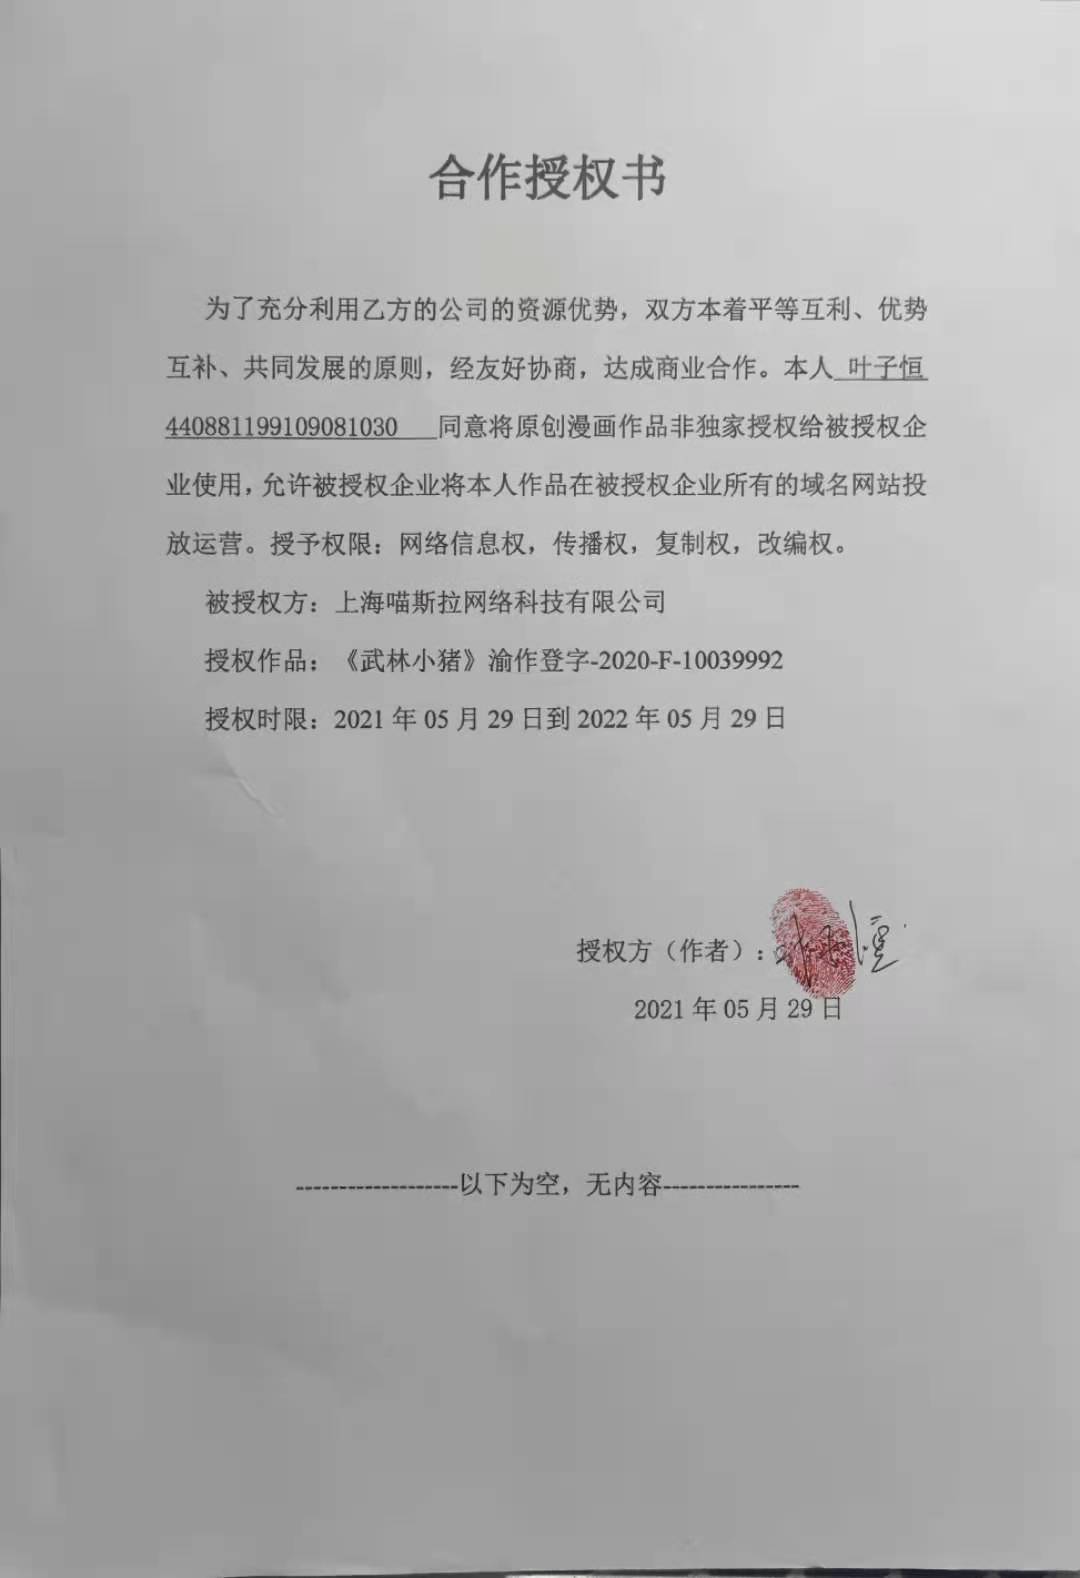 合作授权书
为了充分利用乙方的公司的资源优势，双方本着平等互利、优势
互补、共同发展的原则，经友好协商，达成商业合作。本人 叶子恒
440881199109081030 同意将原创漫画作品非独家授权给被授权企
业使用，允许被授权企业将本人作品在被授权企业所有的域名网站投
放运营。授予权限：网络信息权，传播权，复制权，改编权。
被授权方：上海喵斯拉网络科技有限公司
授权作品：《武林小猪》渝作登字-2020-F-10039992
授权时限：2021 年 05 月 29 日到 2022 年 05 月 29 日
授权方（作者）：叶子恒
2021 年 05 月 29 日
-------------------以下为空，无内容----------------